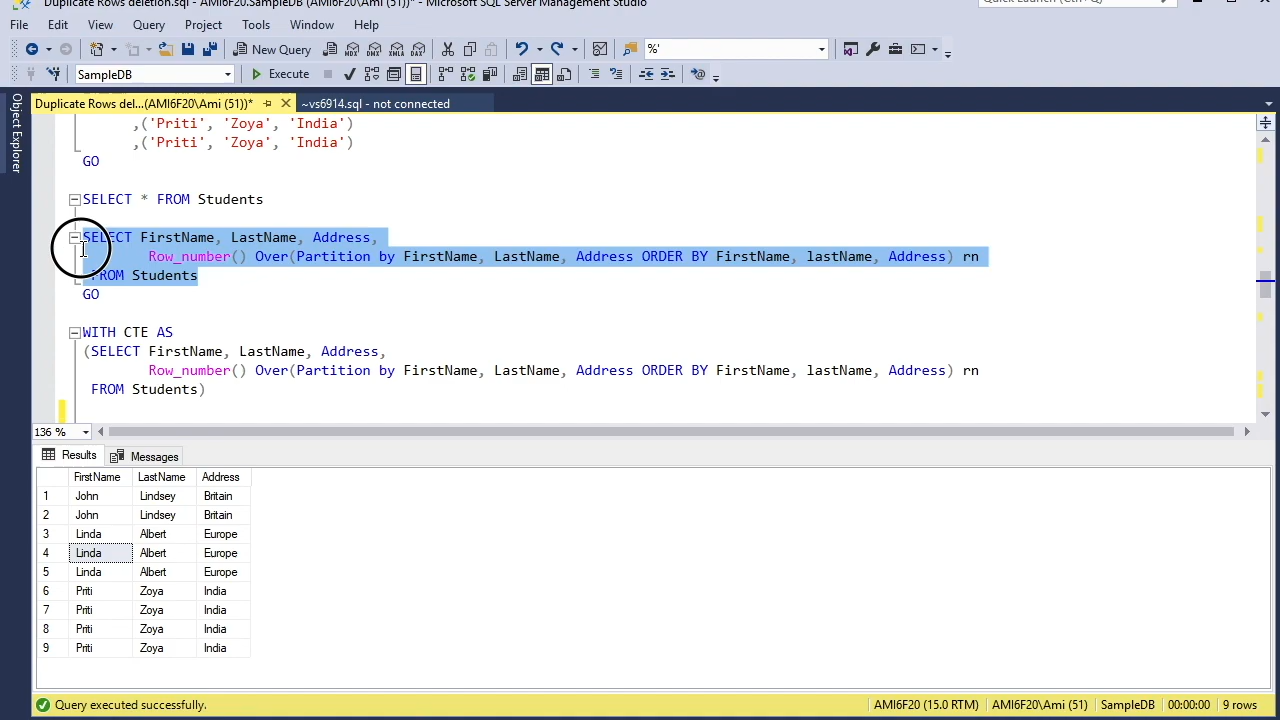 Duplicate Rows deletion.sql - AMI6F20.SampleDB (AMI6F20\Ami (51))* - Microsoft SQL Server Management Studio
Quick Launch (Ctrl+Q)
File Edit View Query Project Tools Window Help
New Query %'
SampleDB Execute
Duplicate Rows del...(AMI6F20\Ami (51))* ~vs6914.sql - not connected
Object Explorer
,('Priti', 'Zoya', 'India')
,('Priti', 'Zoya', 'India')
GO
SELECT * FROM Students
SELECT FirstName, LastName, Address,
Row_number() Over(Partition by FirstName, LastName, Address ORDER BY FirstName, lastName, Address) rn
FROM Students
GO
WITH CTE AS
(SELECT FirstName, LastName, Address,
Row_number() Over(Partition by FirstName, LastName, Address ORDER BY FirstName, lastName, Address) rn
FROM Students)
136 %
Results Messages
FirstName LastName Address
1 John Lindsey Britain
2 John Lindsey Britain
3 Linda Albert Europe
4 Linda Albert Europe
5 Linda Albert Europe
6 Priti Zoya India
7 Priti Zoya India
8 Priti Zoya India
9 Priti Zoya India
Query executed successfully. AMI6F20 (15.0 RTM) AMI6F20\Ami (51) SampleDB 00:00:00 9 rows